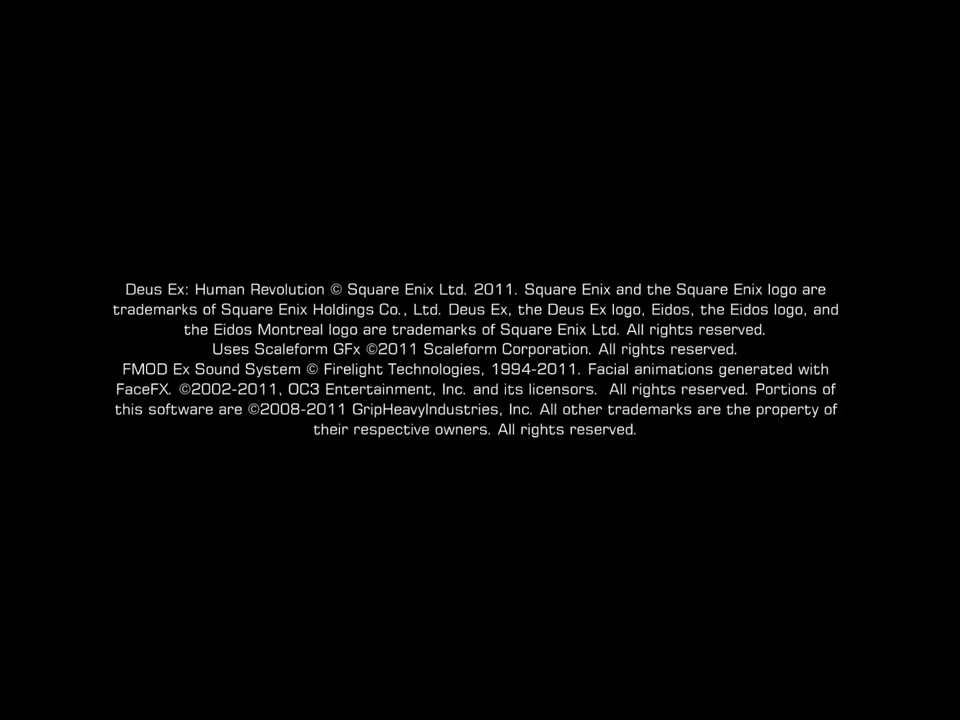 Deus Ex: Human Revolution © Square Enix Ltd. 2011. Square Enix and the Square Enix logo are
trademarks of Square Enix Holdings Co., Ltd. Deus Ex, the Deus Ex logo, Eidos, the Eidos logo, and
the Eidos Montreal logo are trademarks of Square Enix Ltd. All rights reserved.
Uses Scaleform GFx ©2011 Scaleform Corporation. All rights reserved.
FMOD Ex Sound System © Firelight Technologies, 1994-2011. Facial animations generated with
FaceFX. ©2002-2011, OC3 Entertainment, Inc. and its licensors.  All rights reserved. Portions of
this software are ©2008-2011 GripHeavyIndustries, Inc. All other trademarks are the property of
their respective owners. All rights reserved.